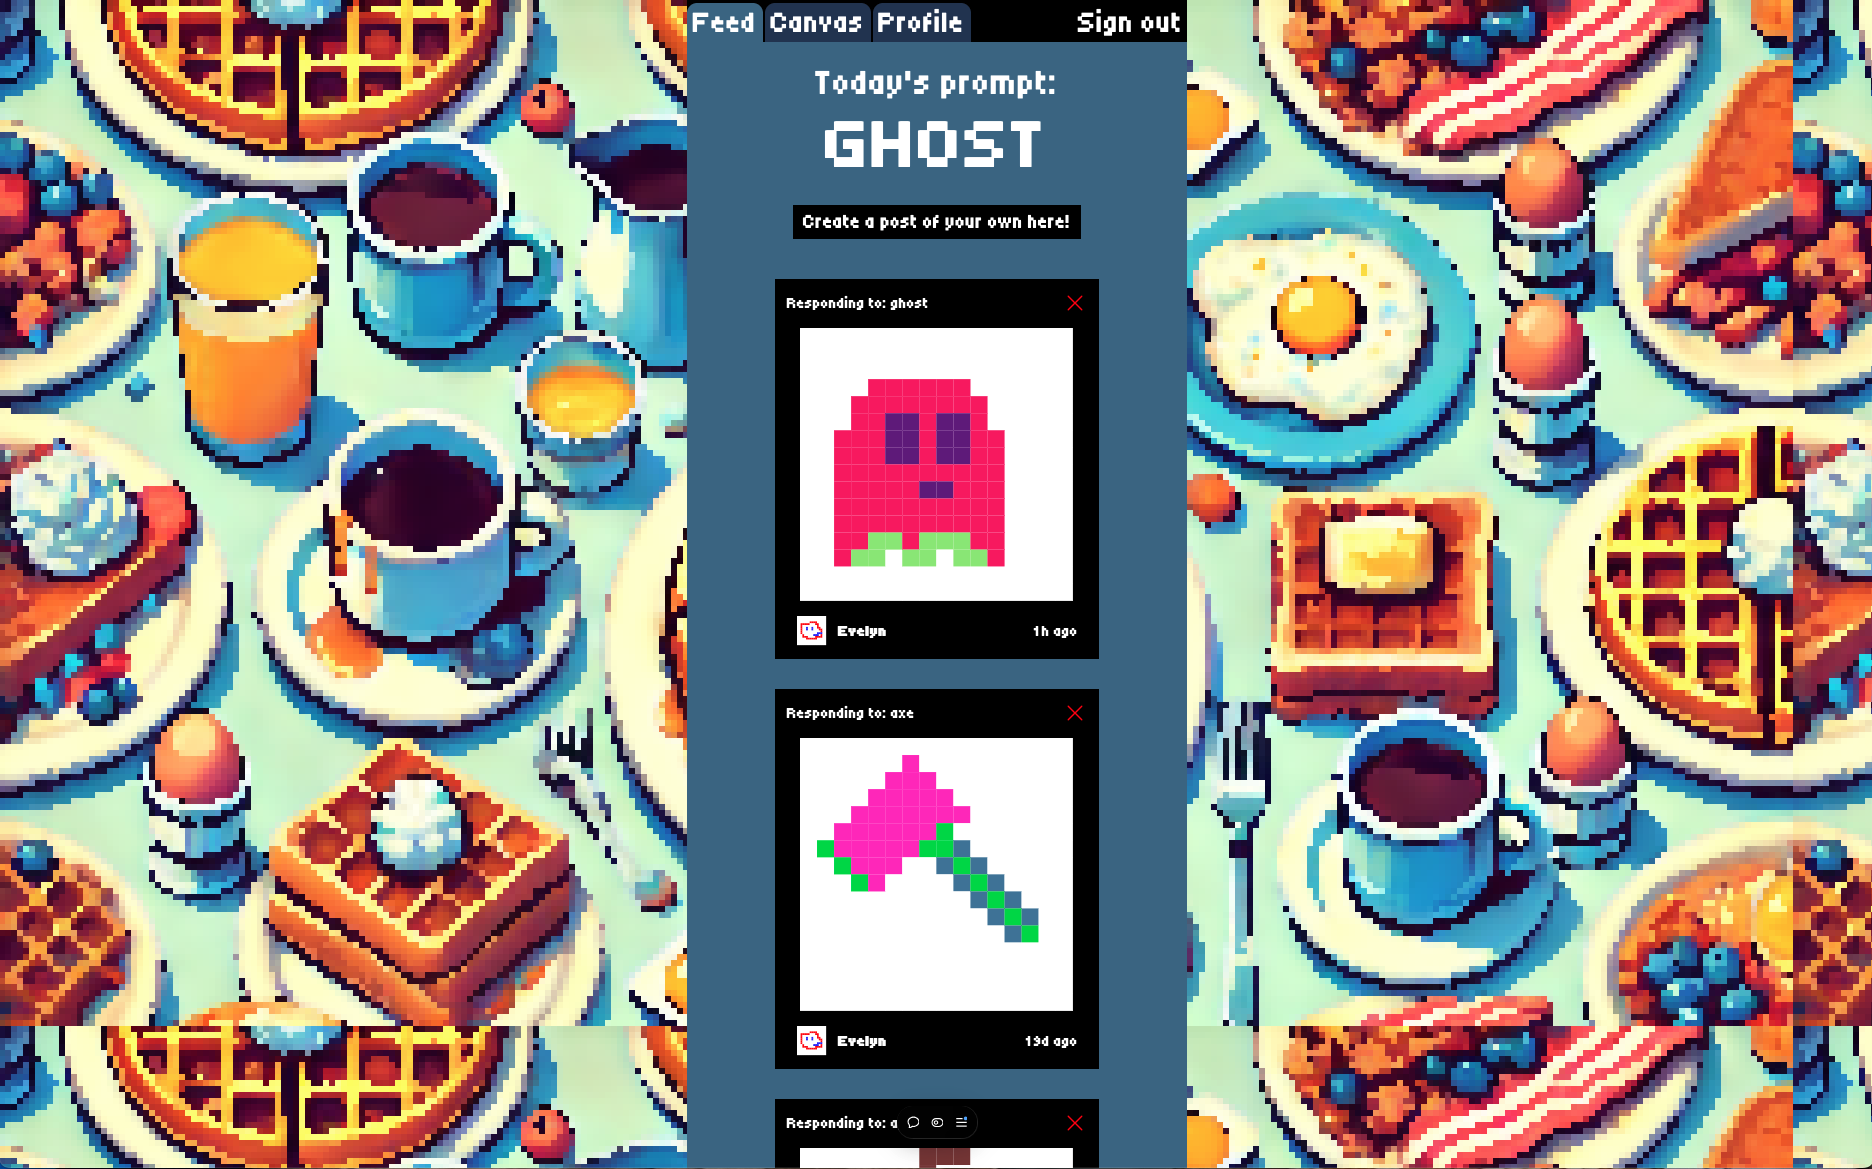 Feed Canvas Profile Sign out
Today's prompt:
GHOST
Create a post of your own here!
Responding to: ghost
Evelyn 1h ago
Responding to: axe
Evelyn 19d ago
Responding to: a